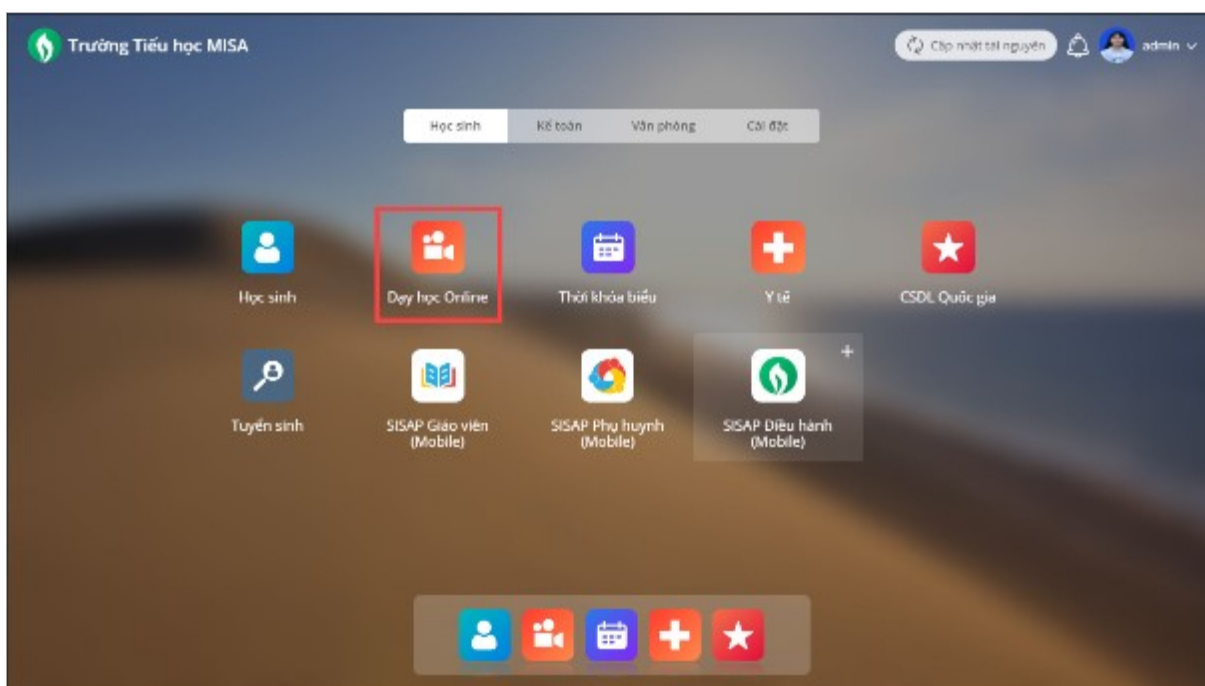 Trường Tiểu học MISA
Cập nhật tài nguyên
admin
Học sinh
Kế toán
Văn phòng
Cài đặt
Học sinh
Dạy học Online
Thời khóa biểu
Y tế
CSDL Quốc gia
Tuyển sinh
SISAP Giáo viên
(Mobile)
SISAP Phụ huynh
(Mobile)
SISAP Điều hành
(Mobile)